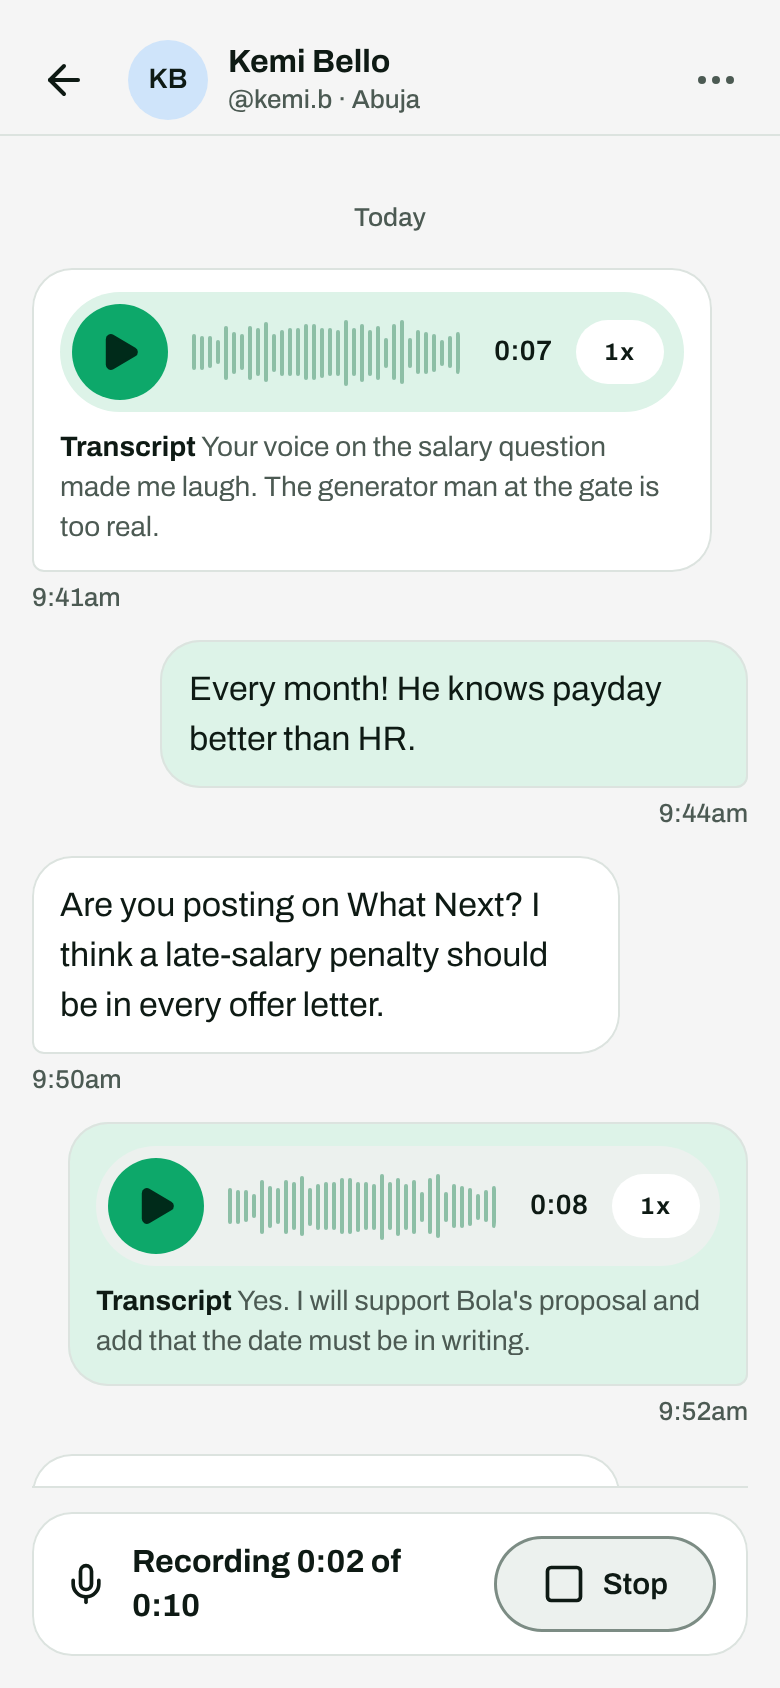 KB
Kemi Bello
@kemi.b · Abuja
Today
0:07
1x
Transcript Your voice on the salary question
made me laugh. The generator man at the gate is
too real.
9:41am
Every month! He knows payday
better than HR.
9:44am
Are you posting on What Next? I
think a late-salary penalty should
be in every offer letter.
9:50am
0:08
1x
Transcript Yes. I will support Bola's proposal and
add that the date must be in writing.
9:52am
Recording 0:02 of
0:10
Stop